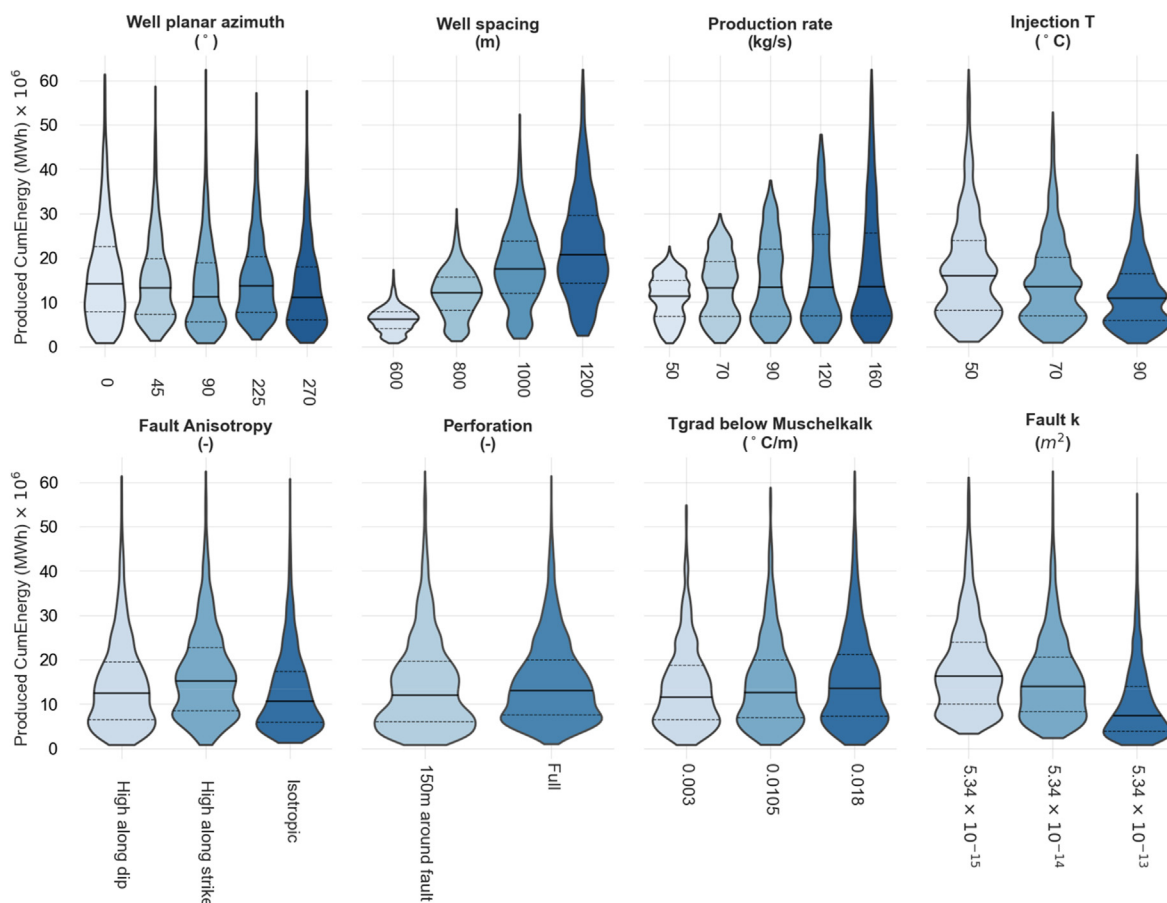 Well planar azimuth
(°)
Well spacing
(m)
Production rate
(kg/s)
Injection T
(°C)
Produced CumEnergy (MWh) × 10⁶
60
50
40
30
20
10
0
0
45
90
225
270
600
800
1000
1200
50
70
90
120
160
50
70
90
Fault Anisotropy
(-)
Perforation
(-)
Tgrad below Muschelkalk
(°C/m)
Fault k
(m²)
Produced CumEnergy (MWh) × 10⁶
60
50
40
30
20
10
0
High along dip
High along strike
Isotropic
150m around fault
Full
0.003
0.0105
0.018
5.34 × 10⁻¹⁵
5.34 × 10⁻¹⁴
5.34 × 10⁻¹³